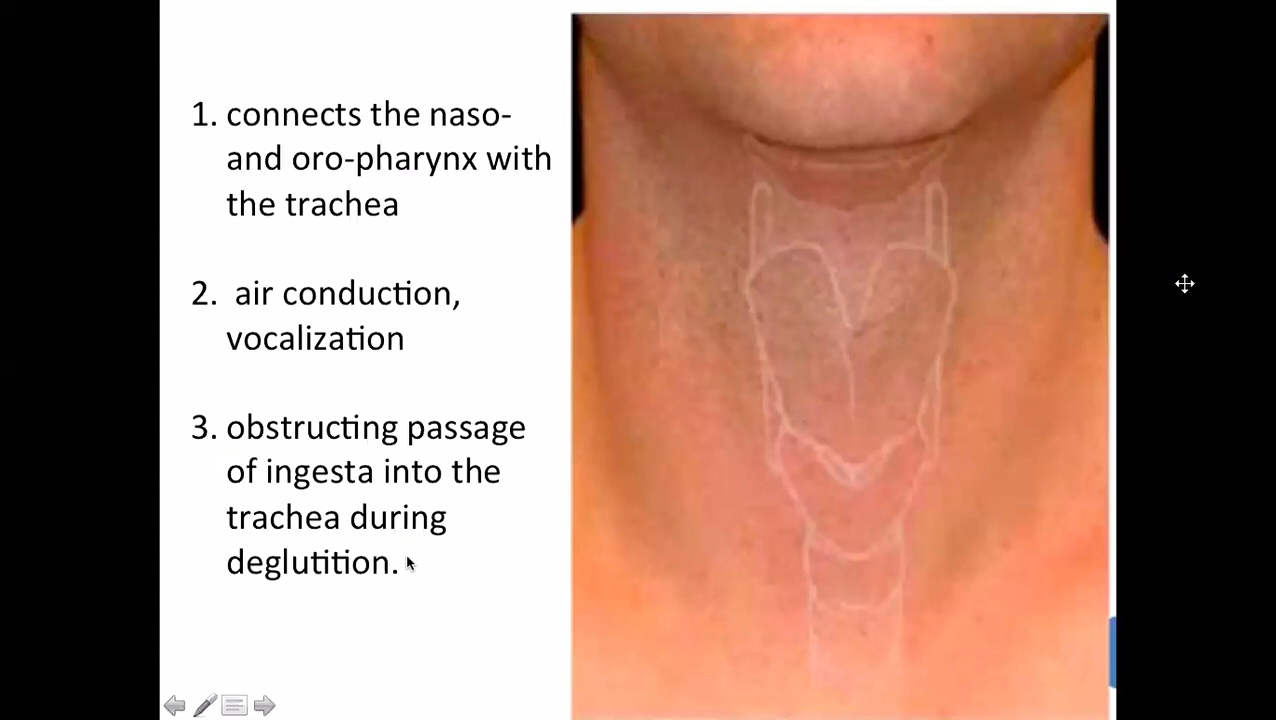 1. connects the naso-
and oro-pharynx with
the trachea
2. air conduction,
vocalization
3. obstructing passage
of ingesta into the
trachea during
deglutition.